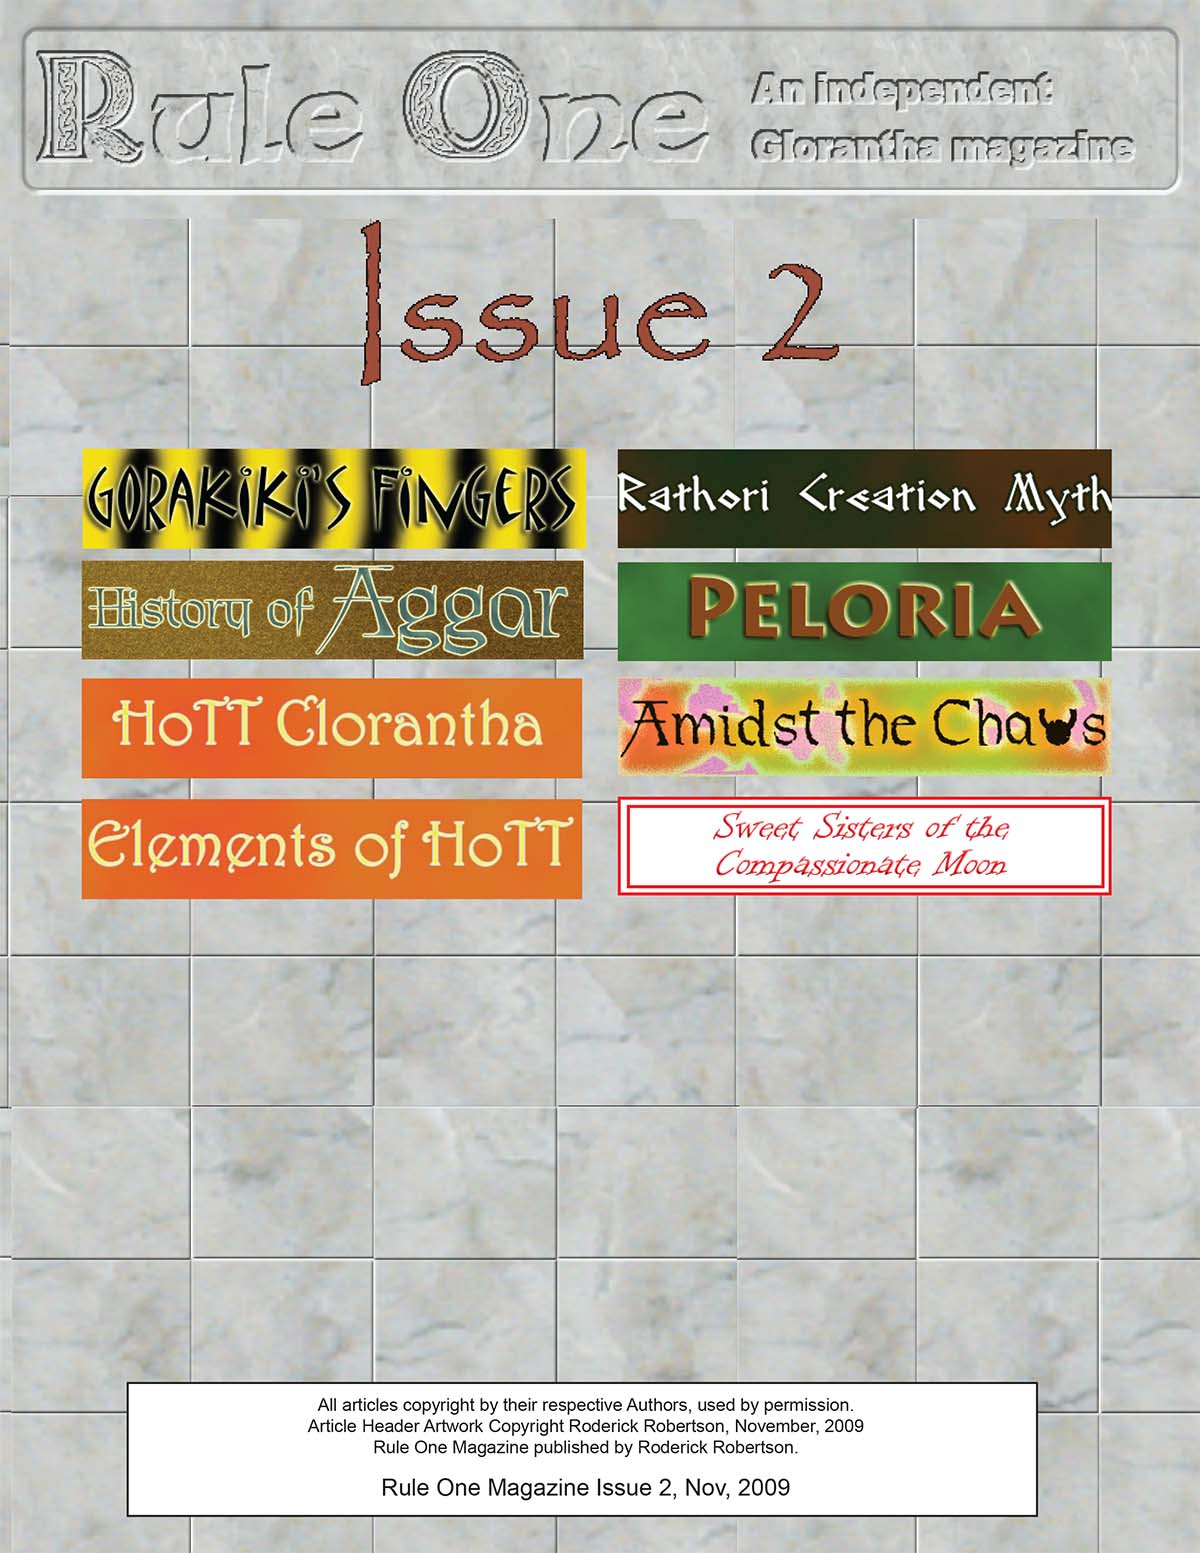 Rule One
An independent
Glorantha magazine
Issue 2
GORAKIKI'S FINGERS
Rathori Creation Myth
History of Aggar
PELORIA
HoTT Glorantha
Amidst the Chaos
Elements of HoTT
Sweet Sisters of the
Compassionate Moon
All articles copyright by their respective Authors, used by permission.
Article Header Artwork Copyright Roderick Robertson, November, 2009
Rule One Magazine published by Roderick Robertson.
Rule One Magazine Issue 2, Nov, 2009